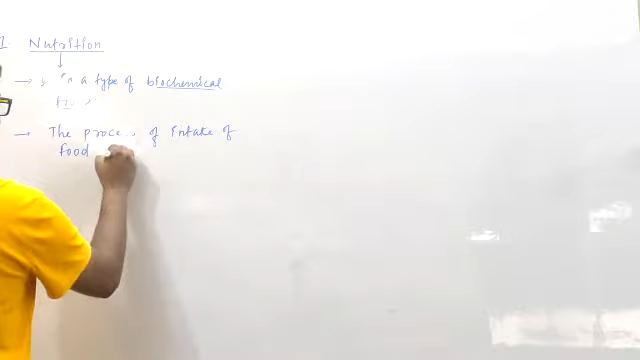 Nutrition
↓
→ is a type of biochemical
→ The proce.. of Intake of
food